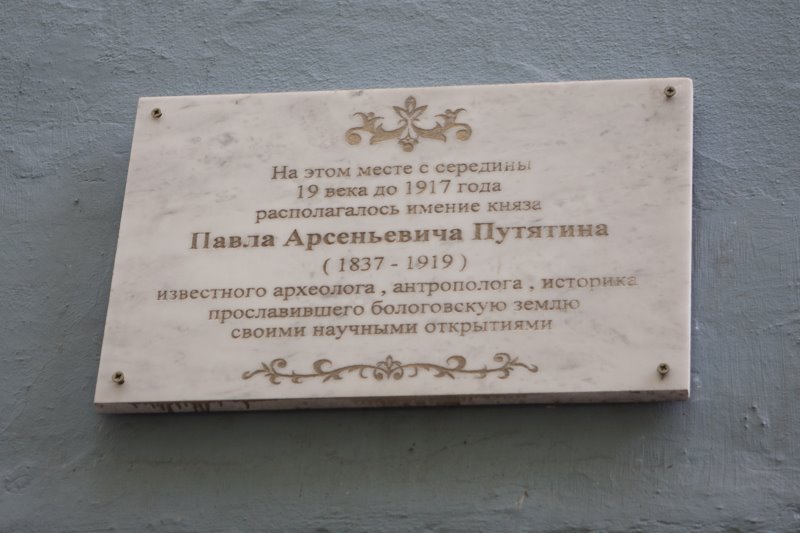 На этом месте с середины
19 века до 1917 года
располагалось имение князя
Павла Арсеньевича Путятина
( 1837 - 1919 )
известного археолога , антрополога , историка
прославившего бологовскую землю
своими научными открытиями